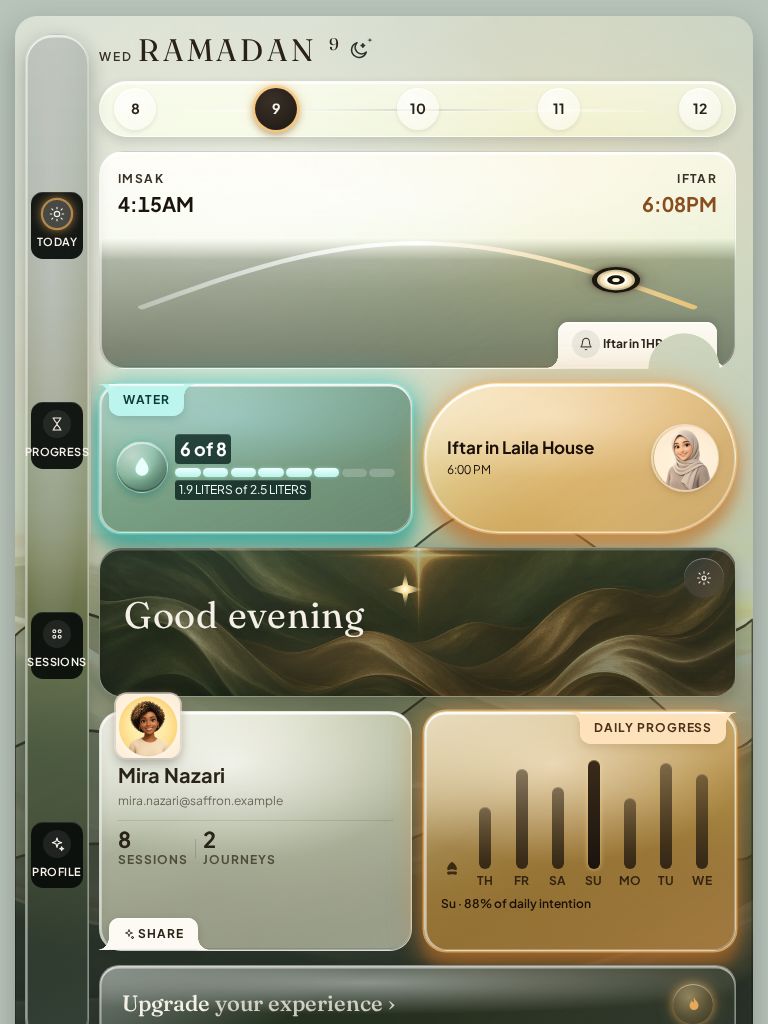 WED RAMADAN 9
8 9 10 11 12
IMSAK
4:15AM
IFTAR
6:08PM
Iftar in
TODAY
PROGRESS
SESSIONS
PROFILE
WATER
6 of 8
1.9 LITERS of 2.5 LITERS
Iftar in Laila House
6:00 PM
Good evening
Mira Nazari
mira.nazari@saffron.example
8
SESSIONS
2
JOURNEYS
SHARE
DAILY PROGRESS
TH FR SA SU MO TU WE
Su · 88% of daily intention
Upgrade your experience ›